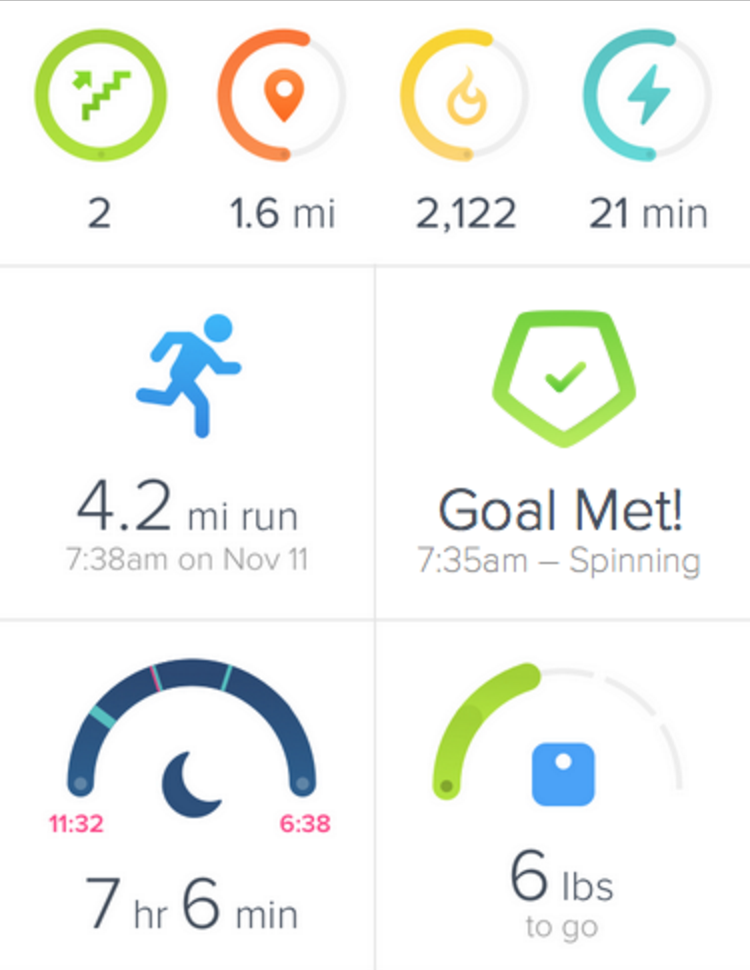 2 1.6 mi 2,122 21 min
4.2 mi run
7:38am on Nov 11
Goal Met!
7:35am – Spinning
11:32 6:38
7 hr 6 min
6 lbs
to go